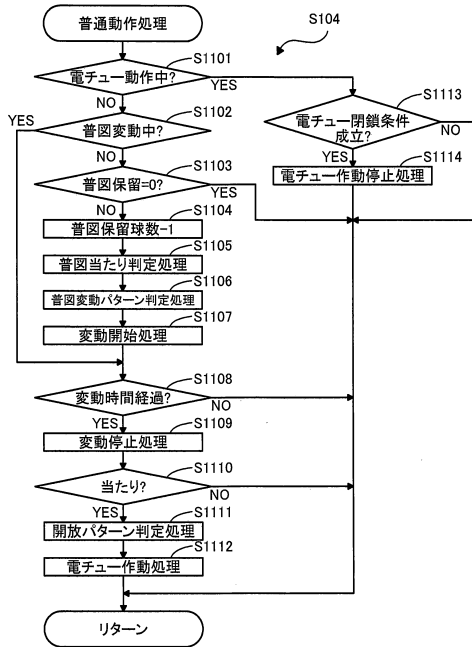 普通動作処理
S104
S1101
電チュー動作中?
YES
NO
S1102
YES
普図変動中?
NO
S1103
普図保留=0?
YES
NO
S1104
普図保留球数-1
S1105
普図当たり判定処理
S1106
普図変動パターン判定処理
S1107
変動開始処理
S1108
変動時間経過?
NO
YES
S1109
変動停止処理
S1110
当たり?
NO
YES
S1111
開放パターン判定処理
S1112
電チュー作動処理
リターン
S1113
電チュー閉鎖条件
成立?
NO
YES
S1114
電チュー作動停止処理